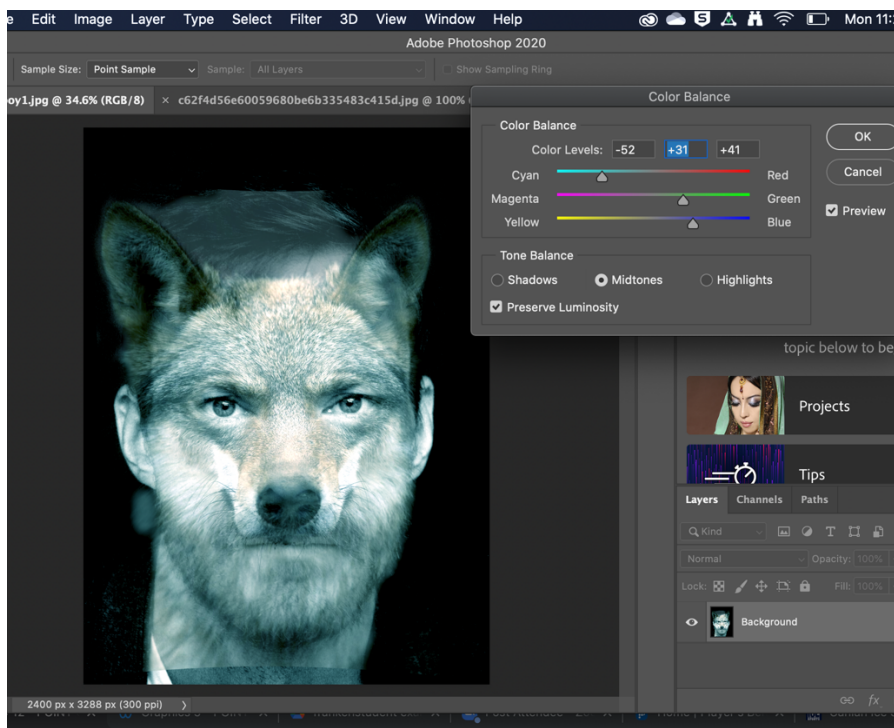 e Edit Image Layer Type Select Filter 3D View Window Help Mon 11:
Adobe Photoshop 2020
Sample Size: Point Sample Sample: All Layers Show Sampling Ring
oy1.jpg @ 34.6% (RGB/8) × c62f4d56e60059680be6b335483c415d.jpg @ 100%
Color Balance
Color Balance
Color Levels: -52 +31 +41
Cyan Red
Magenta Green
Yellow Blue
OK
Cancel
Preview
Tone Balance
Shadows Midtones Highlights
Preserve Luminosity
topic below to be
Projects
Tips
Layers Channels Paths
Kind
Normal Opacity: 100%
Lock: Fill: 100%
Background
fx
2400 px x 3288 px (300 ppi)